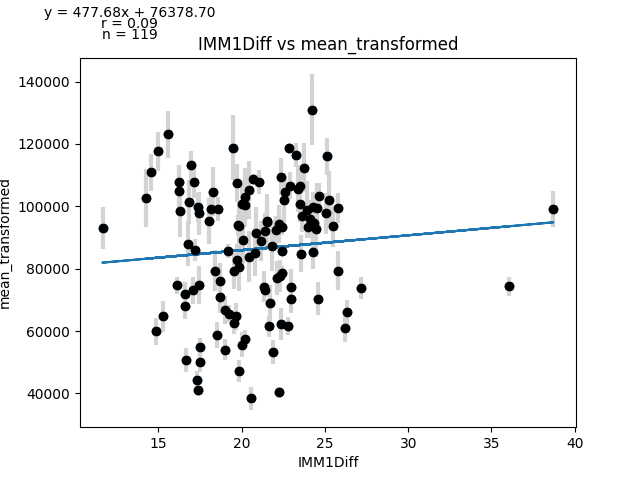 y = 477.68x + 76378.70
r = 0.09
n = 119
IMM1Diff vs mean_transformed
mean_transformed
140000
120000
100000
80000
60000
40000
15
20
25
30
35
40
IMM1Diff